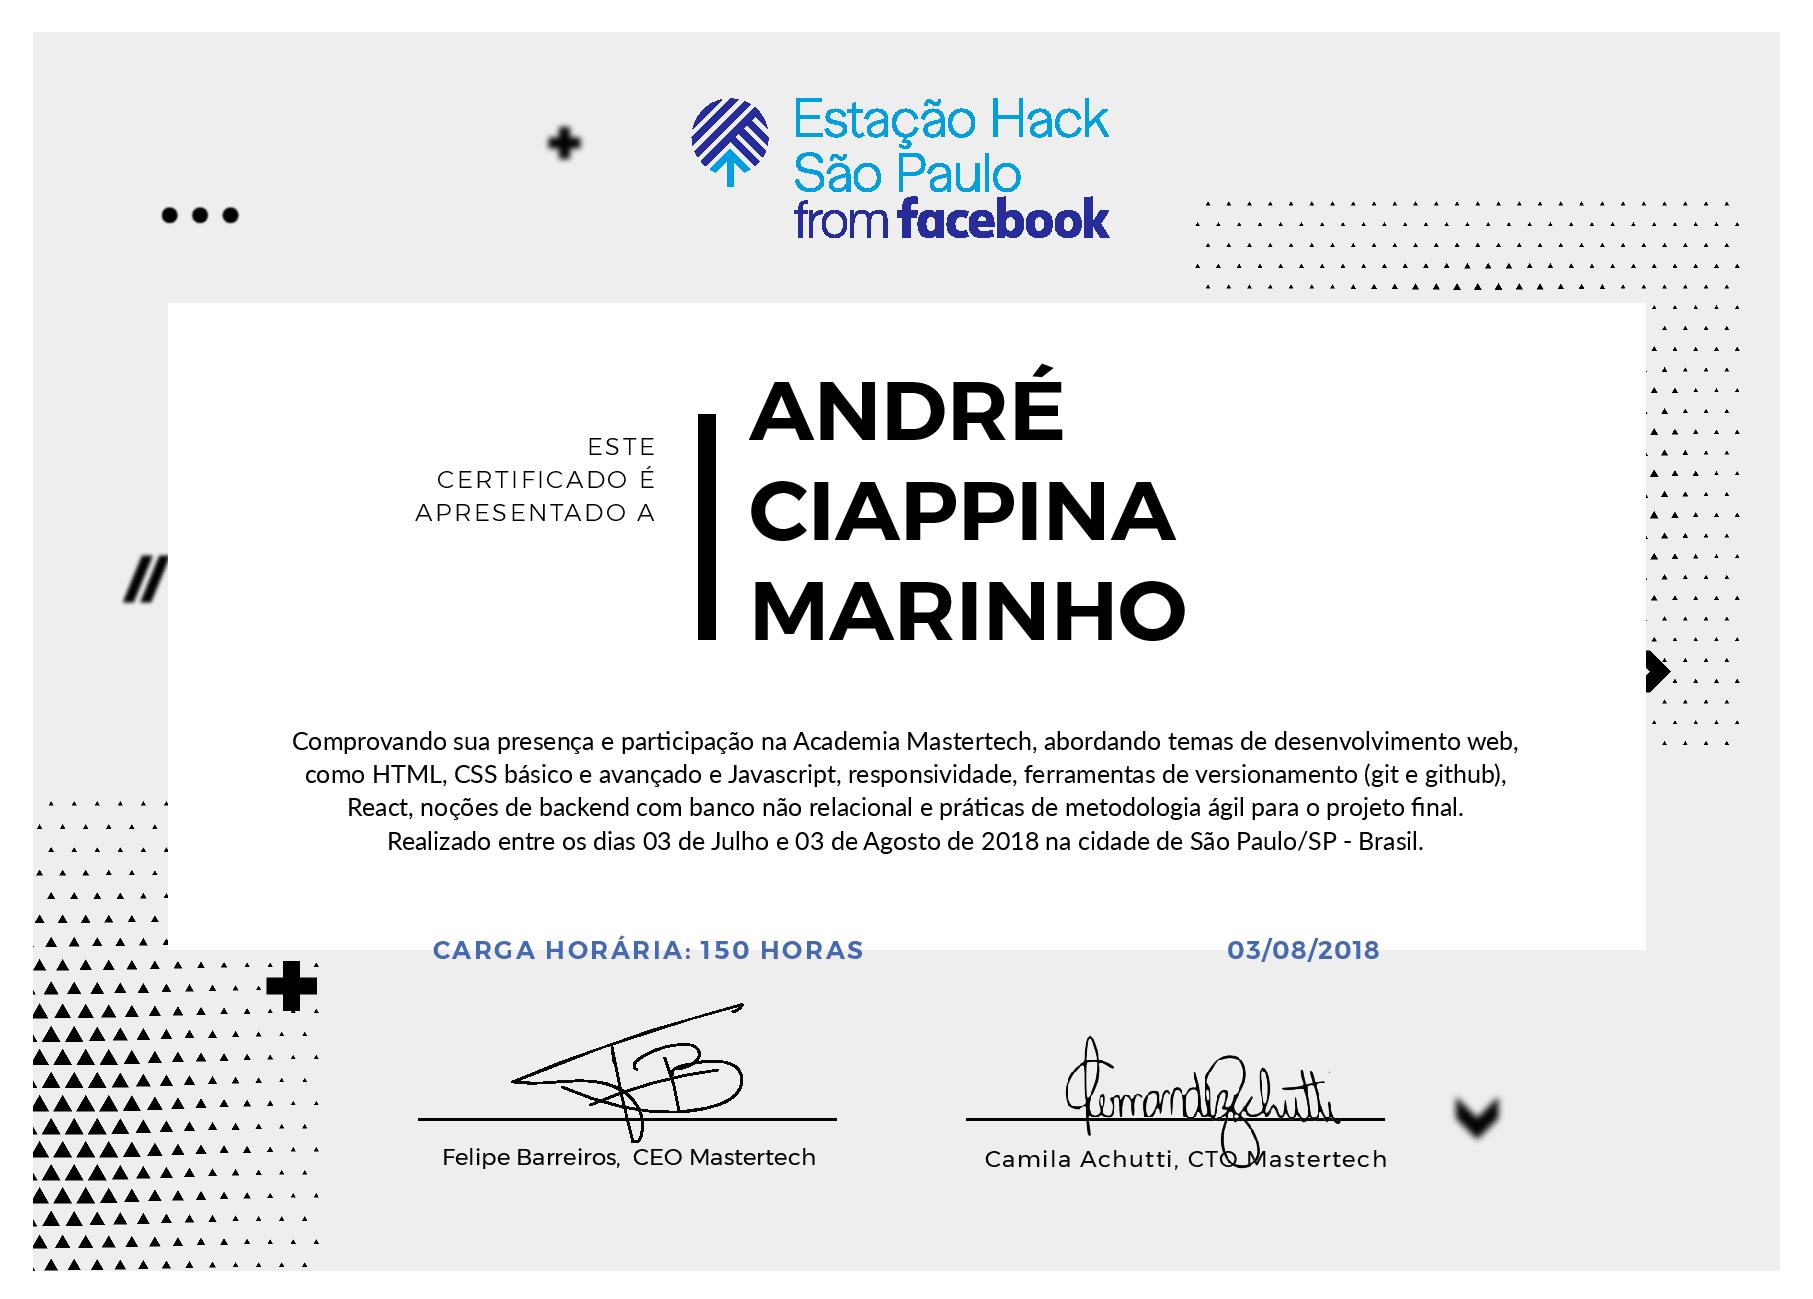 Estação Hack
São Paulo
from facebook
ESTE
CERTIFICADO É
APRESENTADO A
ANDRÉ
CIAPPINA
MARINHO
Comprovando sua presença e participação na Academia Mastertech, abordando temas de desenvolvimento web,
como HTML, CSS básico e avançado e Javascript, responsividade, ferramentas de versionamento (git e github),
React, noções de backend com banco não relacional e práticas de metodologia ágil para o projeto final.
Realizado entre os dias 03 de Julho e 03 de Agosto de 2018 na cidade de São Paulo/SP - Brasil.
CARGA HORÁRIA: 150 HORAS
03/08/2018
Felipe Barreiros, CEO Mastertech
Camila Achutti, CTO Mastertech